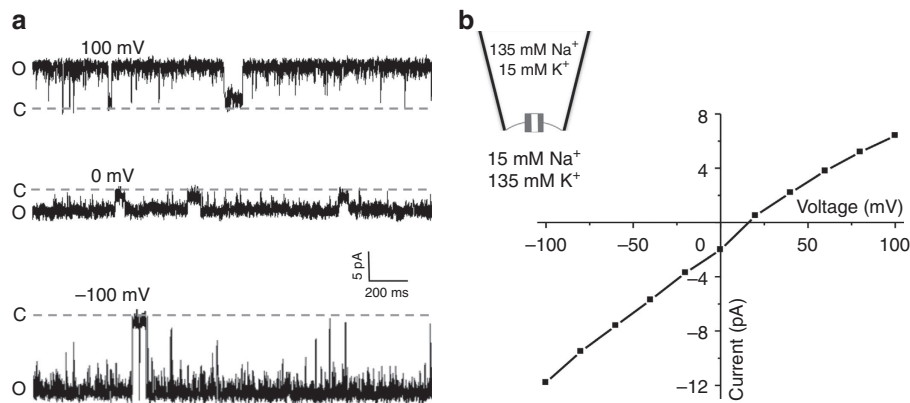 a
100 mV
O
C
0 mV
C
O
5 pA
200 ms
−100 mV
C
O
b
135 mM Na⁺
15 mM K⁺
15 mM Na⁺
135 mM K⁺
8
4
Voltage (mV)
−100
−50
0
50
100
−4
−8
−12
Current (pA)